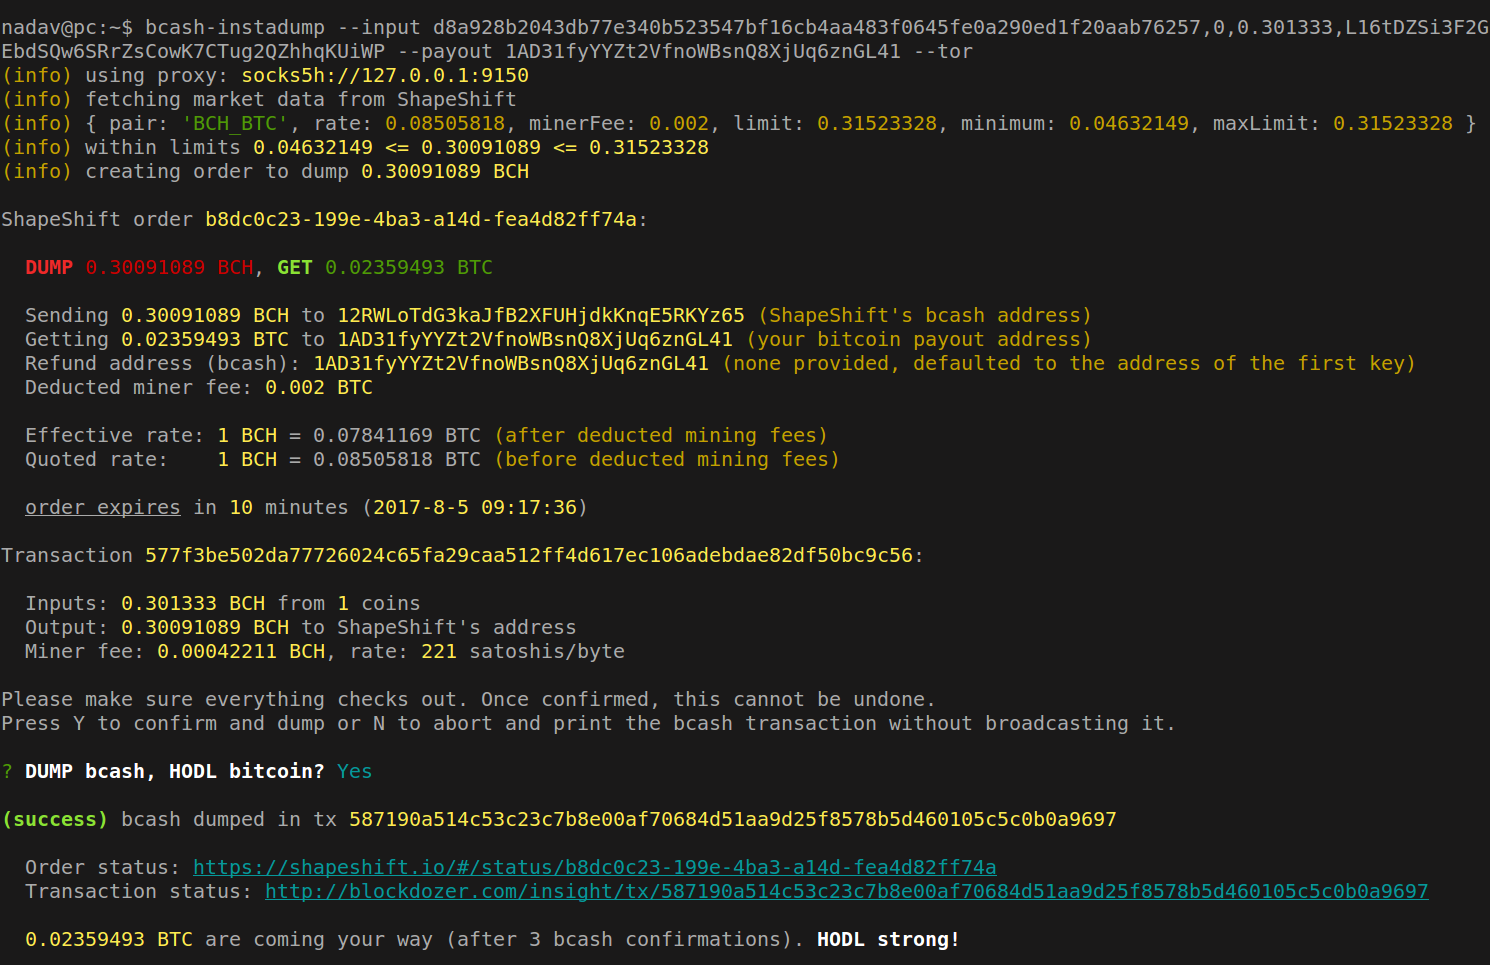 nadav@pc:~$ bcash-instadump --input d8a928b2043db77e340b523547bf16cb4aa483f0645fe0a290ed1f20aab76257,0,0.301333,L16tDZSi3F2G
EbdSQw6SRrZsCowK7CTug2QZhhqKUiWP --payout 1AD31fyYYZt2VfnoWBsnQ8XjUq6znGL41 --tor
(info) using proxy: socks5h://127.0.0.1:9150
(info) fetching market data from ShapeShift
(info) { pair: 'BCH_BTC', rate: 0.08505818, minerFee: 0.002, limit: 0.31523328, minimum: 0.04632149, maxLimit: 0.31523328 }
(info) within limits 0.04632149 <= 0.30091089 <= 0.31523328
(info) creating order to dump 0.30091089 BCH
ShapeShift order b8dc0c23-199e-4ba3-a14d-fea4d82ff74a:
DUMP 0.30091089 BCH, GET 0.02359493 BTC
Sending 0.30091089 BCH to 12RWLoTdG3kaJfB2XFUHjdkKnqE5RKYz65 (ShapeShift's bcash address)
Getting 0.02359493 BTC to 1AD31fyYYZt2VfnoWBsnQ8XjUq6znGL41 (your bitcoin payout address)
Refund address (bcash): 1AD31fyYYZt2VfnoWBsnQ8XjUq6znGL41 (none provided, defaulted to the address of the first key)
Deducted miner fee: 0.002 BTC
Effective rate: 1 BCH = 0.07841169 BTC (after deducted mining fees)
Quoted rate:    1 BCH = 0.08505818 BTC (before deducted mining fees)
order expires in 10 minutes (2017-8-5 09:17:36)
Transaction 577f3be502da77726024c65fa29caa512ff4d617ec106adebdae82df50bc9c56:
Inputs: 0.301333 BCH from 1 coins
Output: 0.30091089 BCH to ShapeShift's address
Miner fee: 0.00042211 BCH, rate: 221 satoshis/byte
Please make sure everything checks out. Once confirmed, this cannot be undone.
Press Y to confirm and dump or N to abort and print the bcash transaction without broadcasting it.
? DUMP bcash, HODL bitcoin? Yes
(success) bcash dumped in tx 587190a514c53c23c7b8e00af70684d51aa9d25f8578b5d460105c5c0b0a9697
Order status: https://shapeshift.io/#/status/b8dc0c23-199e-4ba3-a14d-fea4d82ff74a
Transaction status: http://blockdozer.com/insight/tx/587190a514c53c23c7b8e00af70684d51aa9d25f8578b5d460105c5c0b0a9697
0.02359493 BTC are coming your way (after 3 bcash confirmations). HODL strong!